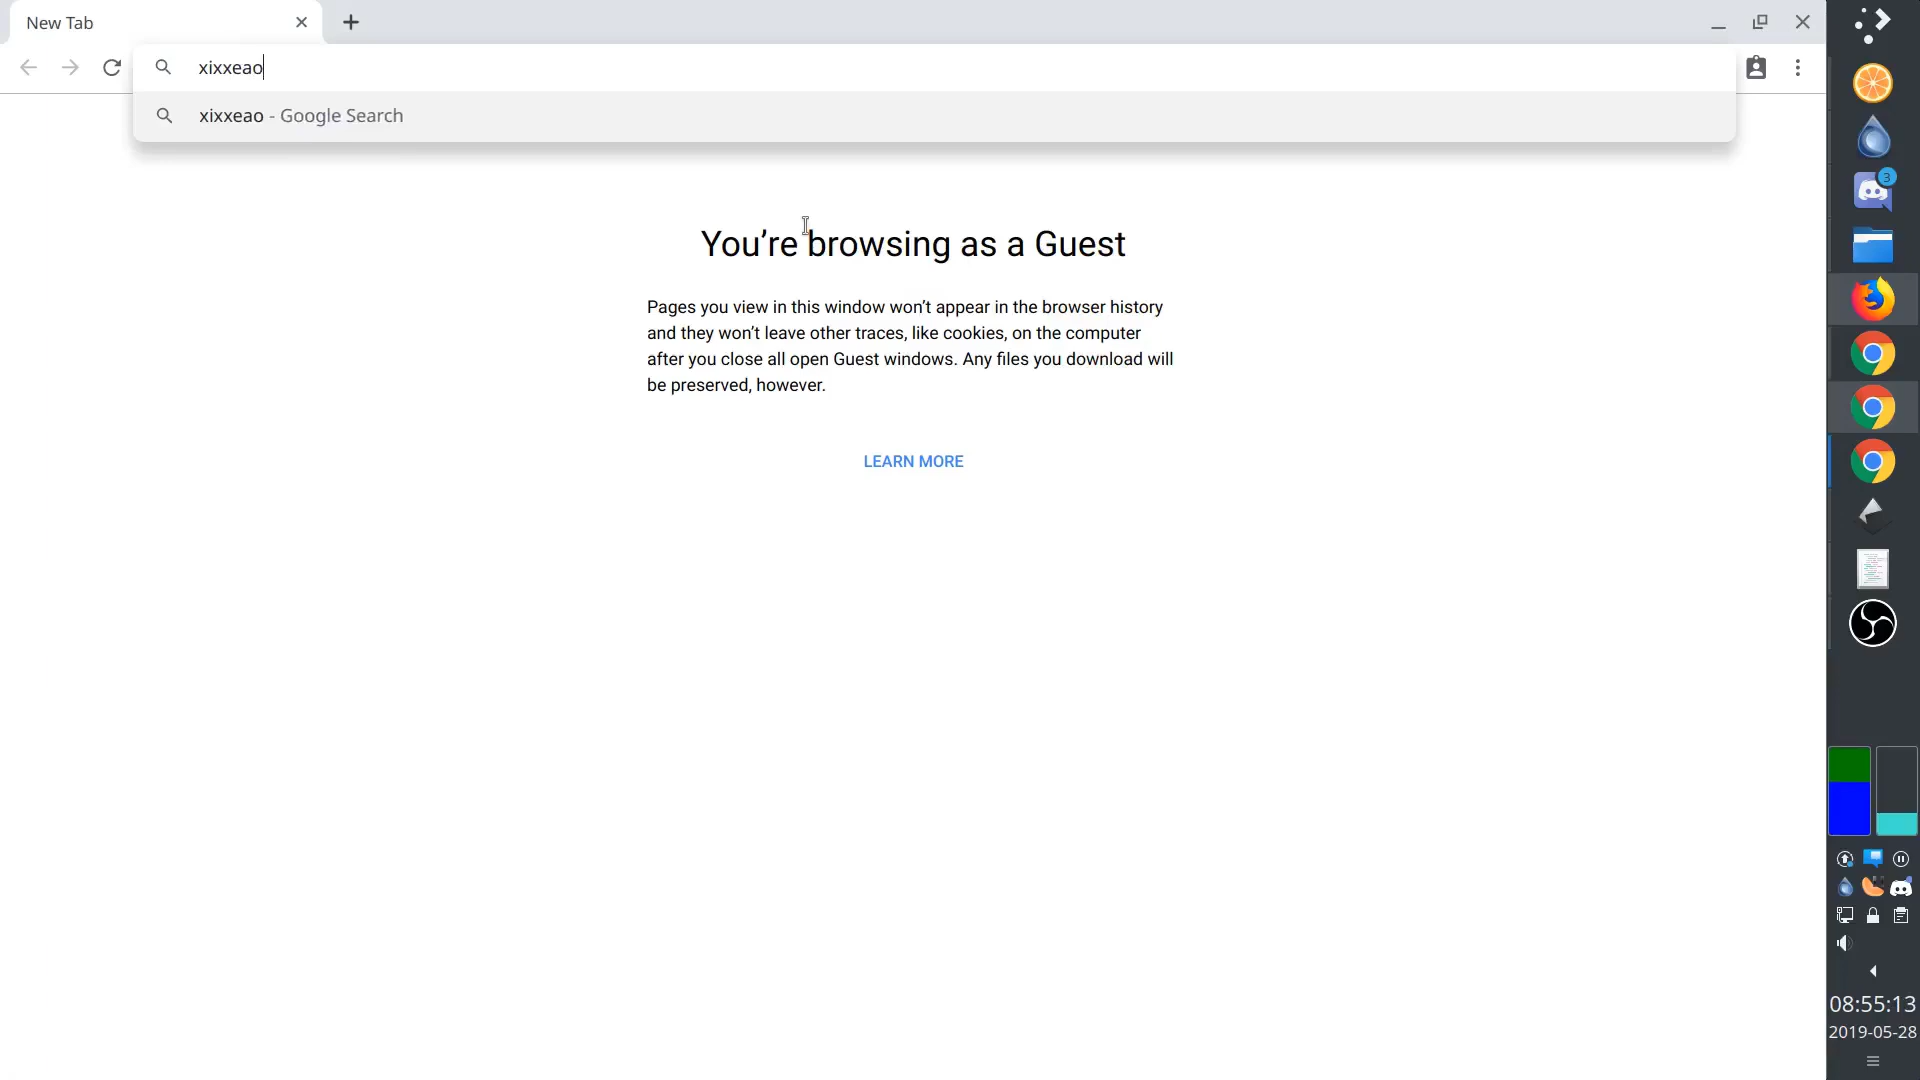 New Tab
xixxeao
xixxeao - Google Search
3
You’re browsing as a Guest
Pages you view in this window won’t appear in the browser history
and they won’t leave other traces, like cookies, on the computer
after you close all open Guest windows. Any files you download will
be preserved, however.
LEARN MORE
08:55:13
2019-05-28